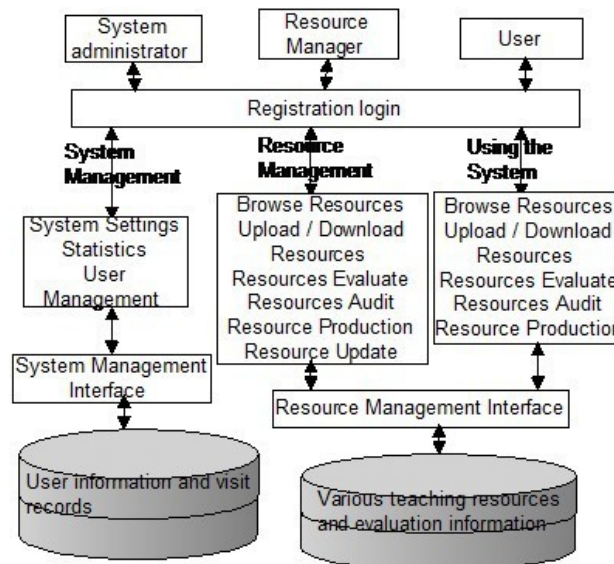 System
administrator
Resource
Manager
User
Registration login
System
Management
Resource
Management
Using the
System
System Settings
Statistics
User
Management
Browse Resources
Upload / Download
Resources
Resources Evaluate
Resources Audit
Resource Production
Resource Update
Browse Resources
Upload / Download
Resources
Resources Evaluate
Resources Audit
Resource Production
System Management
Interface
Resource Management Interface
User information and visit
records
Various teaching resources
and evaluation information